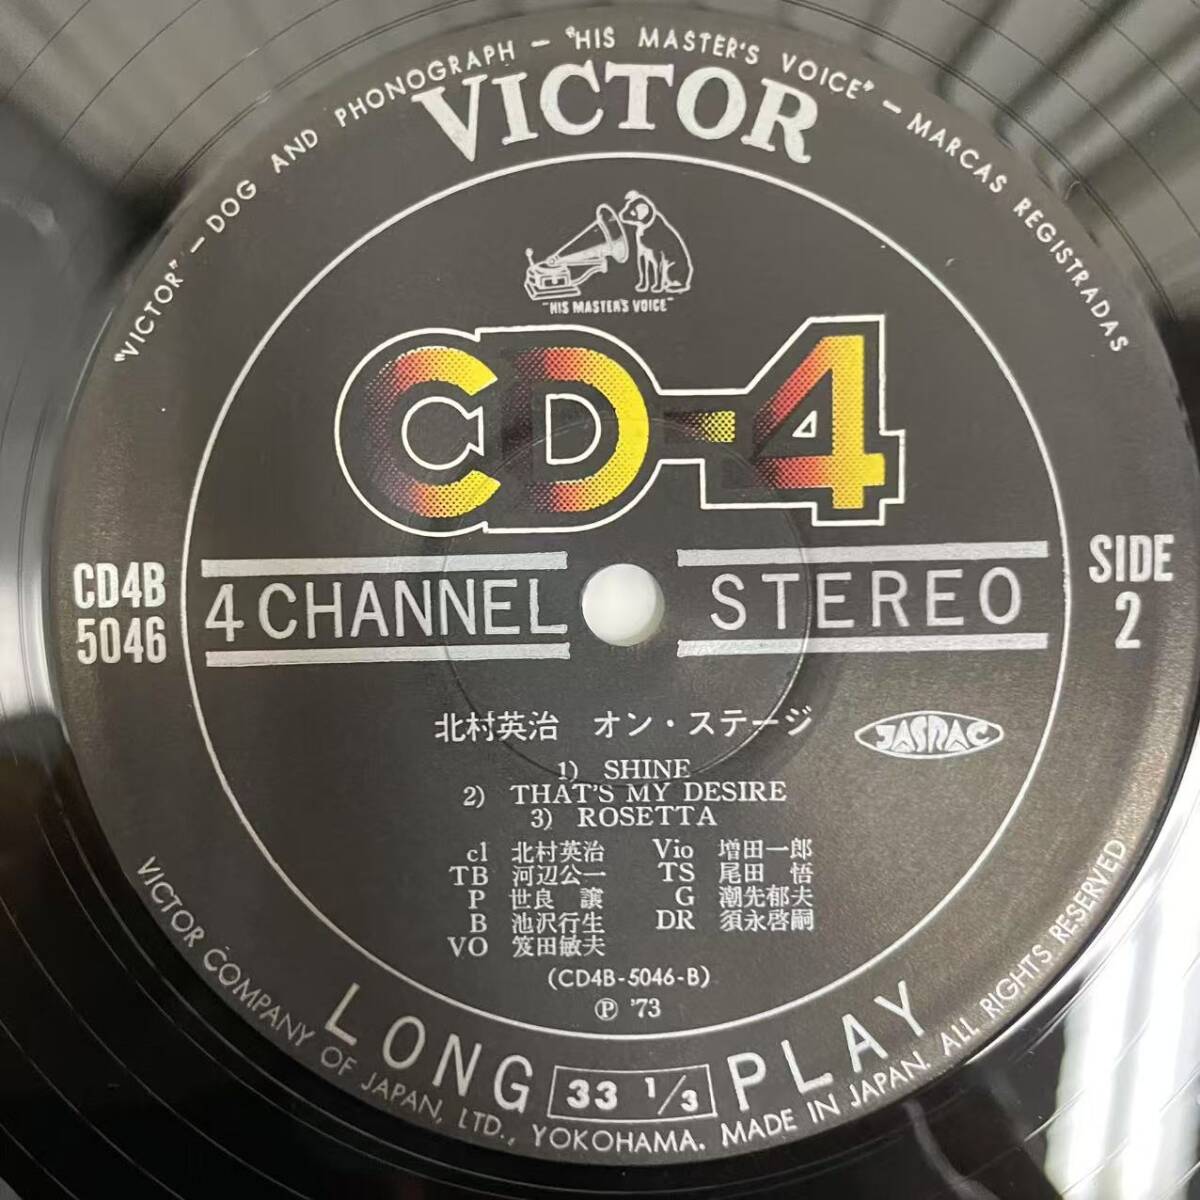 "VICTOR" – DOG AND PHONOGRAPH – "HIS MASTER'S VOICE" – MARCAS REGISTRADAS
VICTOR
"HIS MASTER'S VOICE"
CD-4
CD4B
5046
4 CHANNEL STEREO
SIDE
2
北村英治 オン・ステージ
JASRAC
1) SHINE
2) THAT'S MY DESIRE
3) ROSETTA
cl 北村英治 Vio 増田一郎
TB 河辺公一 TS 尾田 悟
P 世良 譲 G 潮先郁夫
B 池沢行生 DR 須永啓嗣
VO 笈田敏夫
(CD4B-5046-B)
Ⓟ '73
LONG 33 1/3 PLAY
VICTOR COMPANY OF JAPAN, LTD., YOKOHAMA. MADE IN JAPAN. ALL RIGHTS RESERVED